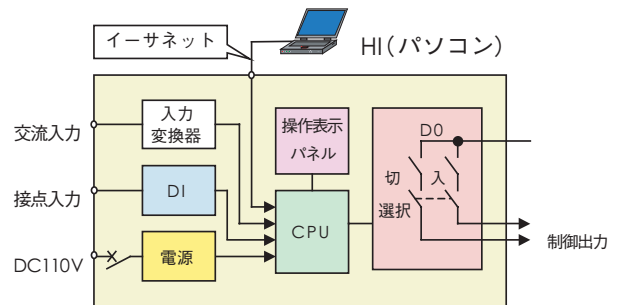 イーサネット
HI(パソコン)
交流入力
入力
変換器
操作表示
パネル
DO
切
入
選択
接点入力
DI
CPU
制御出力
DC110V
電源